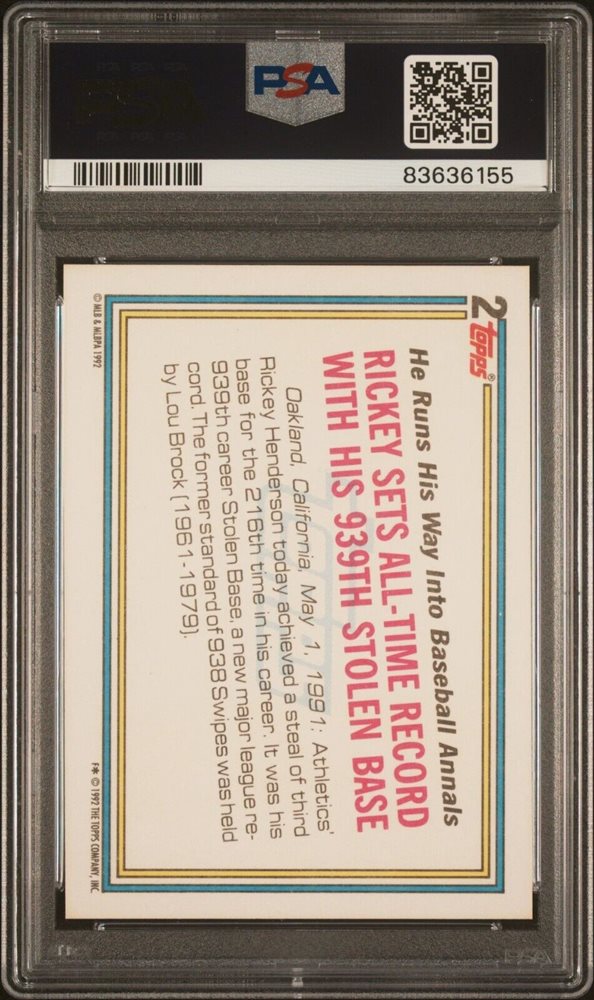 PSA
83636155
2
Topps®
He Runs His Way Into Baseball Annals
RICKEY SETS ALL-TIME RECORD
WITH HIS 939TH STOLEN BASE
Oakland, California, May 1, 1991: Athletics'
Rickey Henderson today achieved a steal of third
base for the 216th time in his career. It was his
939th career Stolen Base, a new major league re-
cord. The former standard of 938 Swipes was held
by Lou Brock (1961-1979).
© MLB & MLBPA 1992
F* © 1992 THE TOPPS COMPANY, INC.
PSA